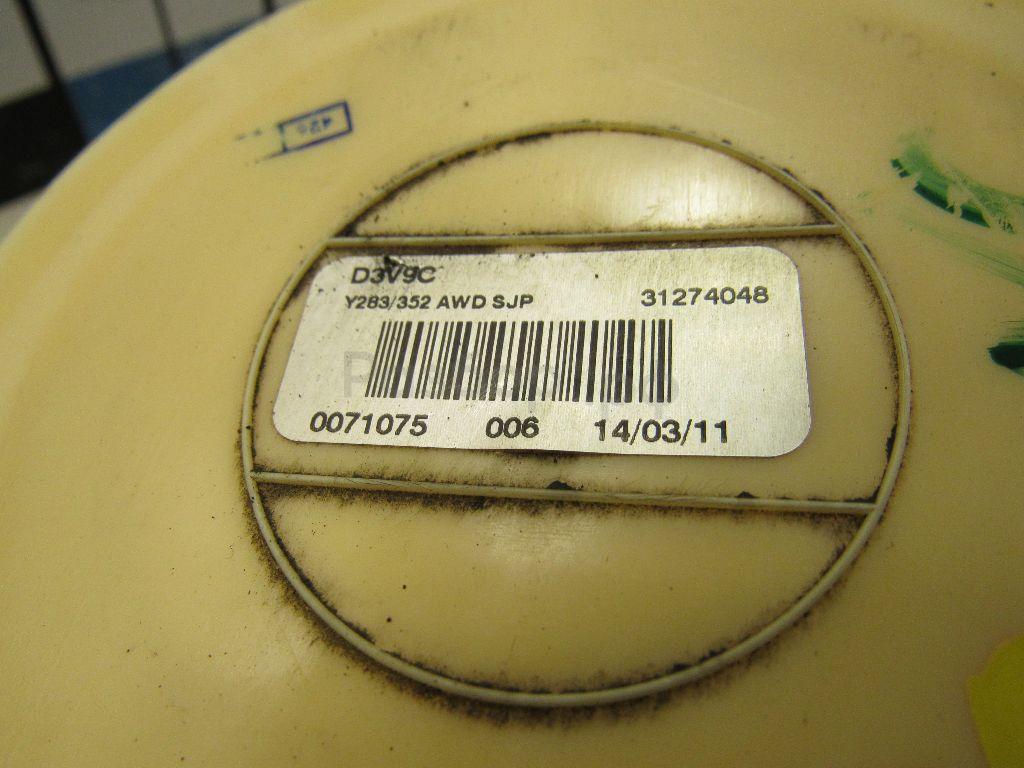 D3V9C
Y283/352 AWD SJP 31274048
0071075 006 14/03/11